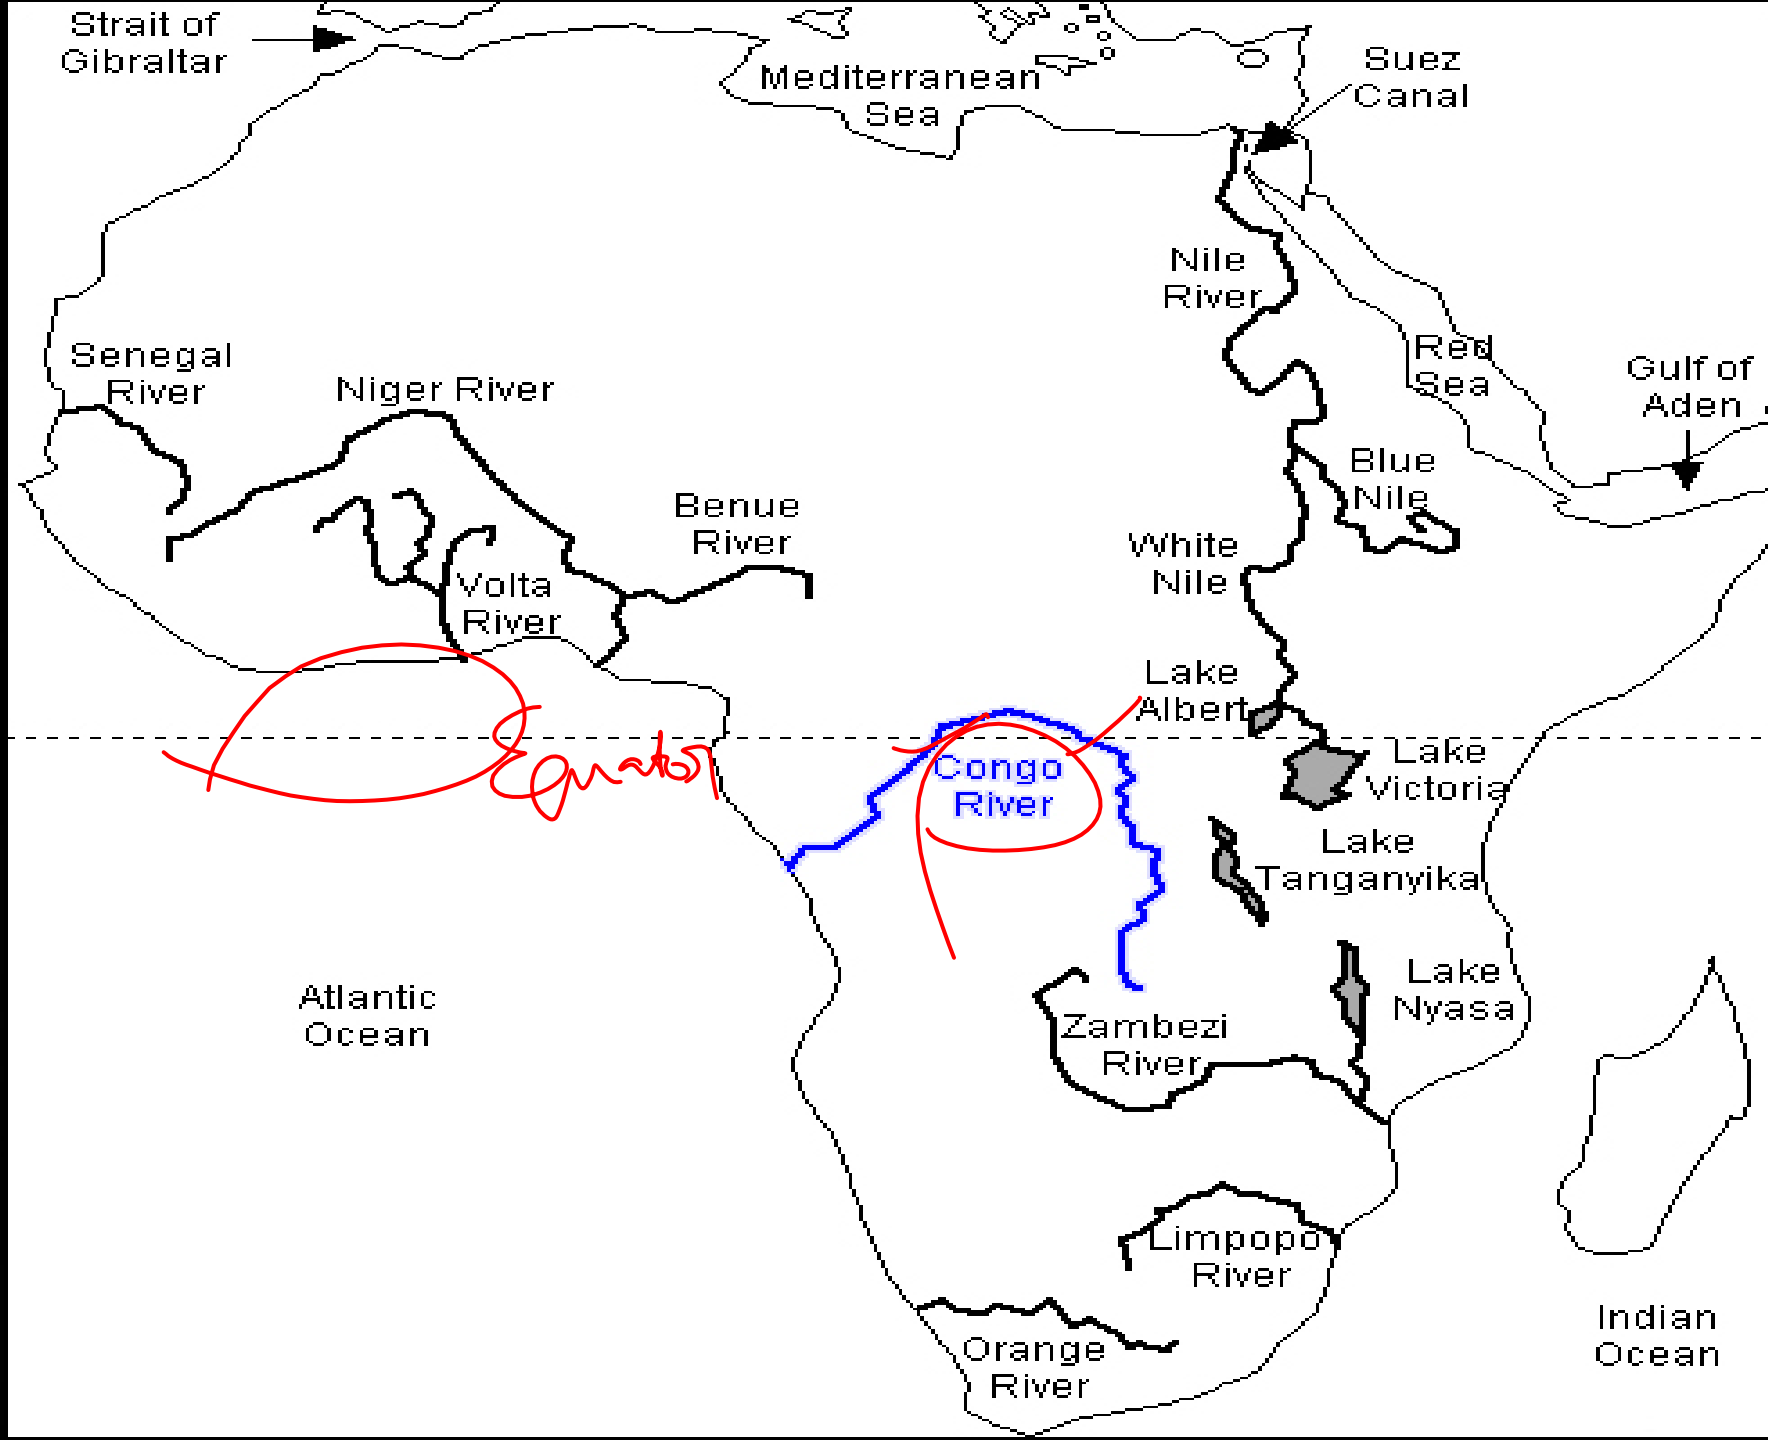 Strait of
Gibraltar
Mediterranean
Sea
Suez
Canal
Nile
River
Red
Sea
Gulf of
Aden
Senegal
River
Niger River
Benue
River
Blue
Nile
White
Nile
Volta
River
Lake
Albert
Equator
Congo
River
Lake
Victoria
Lake
Tanganyika
Atlantic
Ocean
Lake
Nyasa
Zambezi
River
Limpopo
River
Indian
Ocean
Orange
River